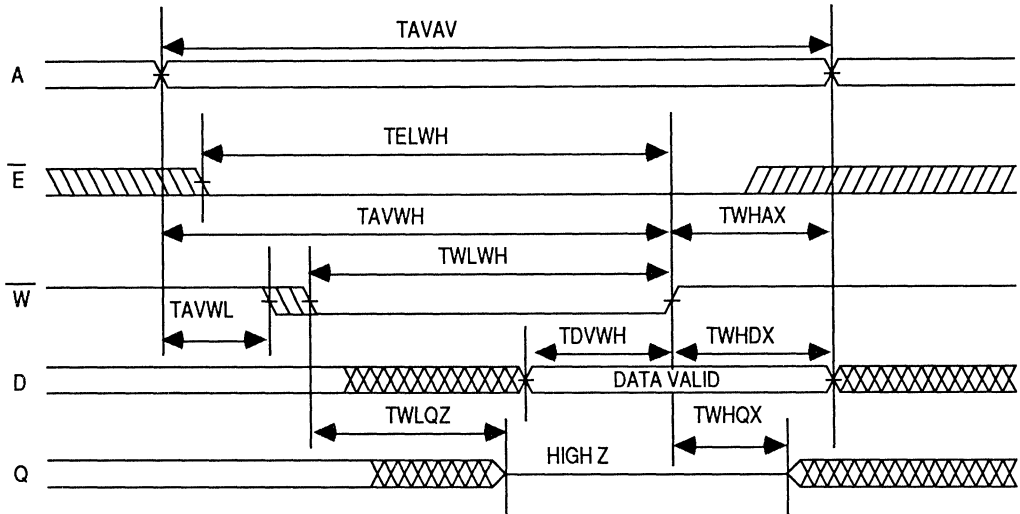 TAVAV
A
TELWH
E
TAVWH
TWHAX
TWLWH
W
TAVWL
TDVWH
TWHDX
D
DATA VALID
TWLQZ
TWHQX
HIGH Z
Q